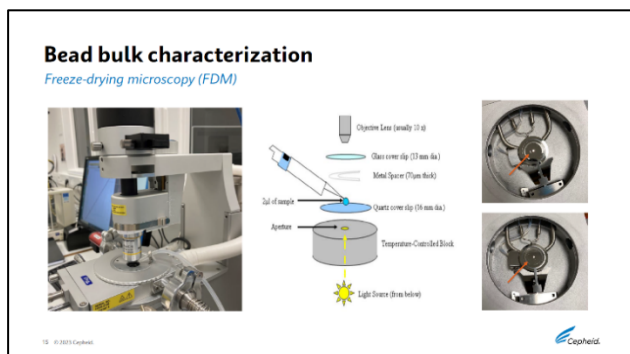 Bead bulk characterization
Freeze-drying microscopy (FDM)
Objective Lens (usually 10 x)
Glass cover slip (13 mm dia.)
Metal Spacer (70μm thick)
2μl of sample
Quartz cover slip (16 mm dia.)
Aperture
Temperature-Controlled Block
Light Source (from below)
© 2023 Cepheid.
Cepheid.